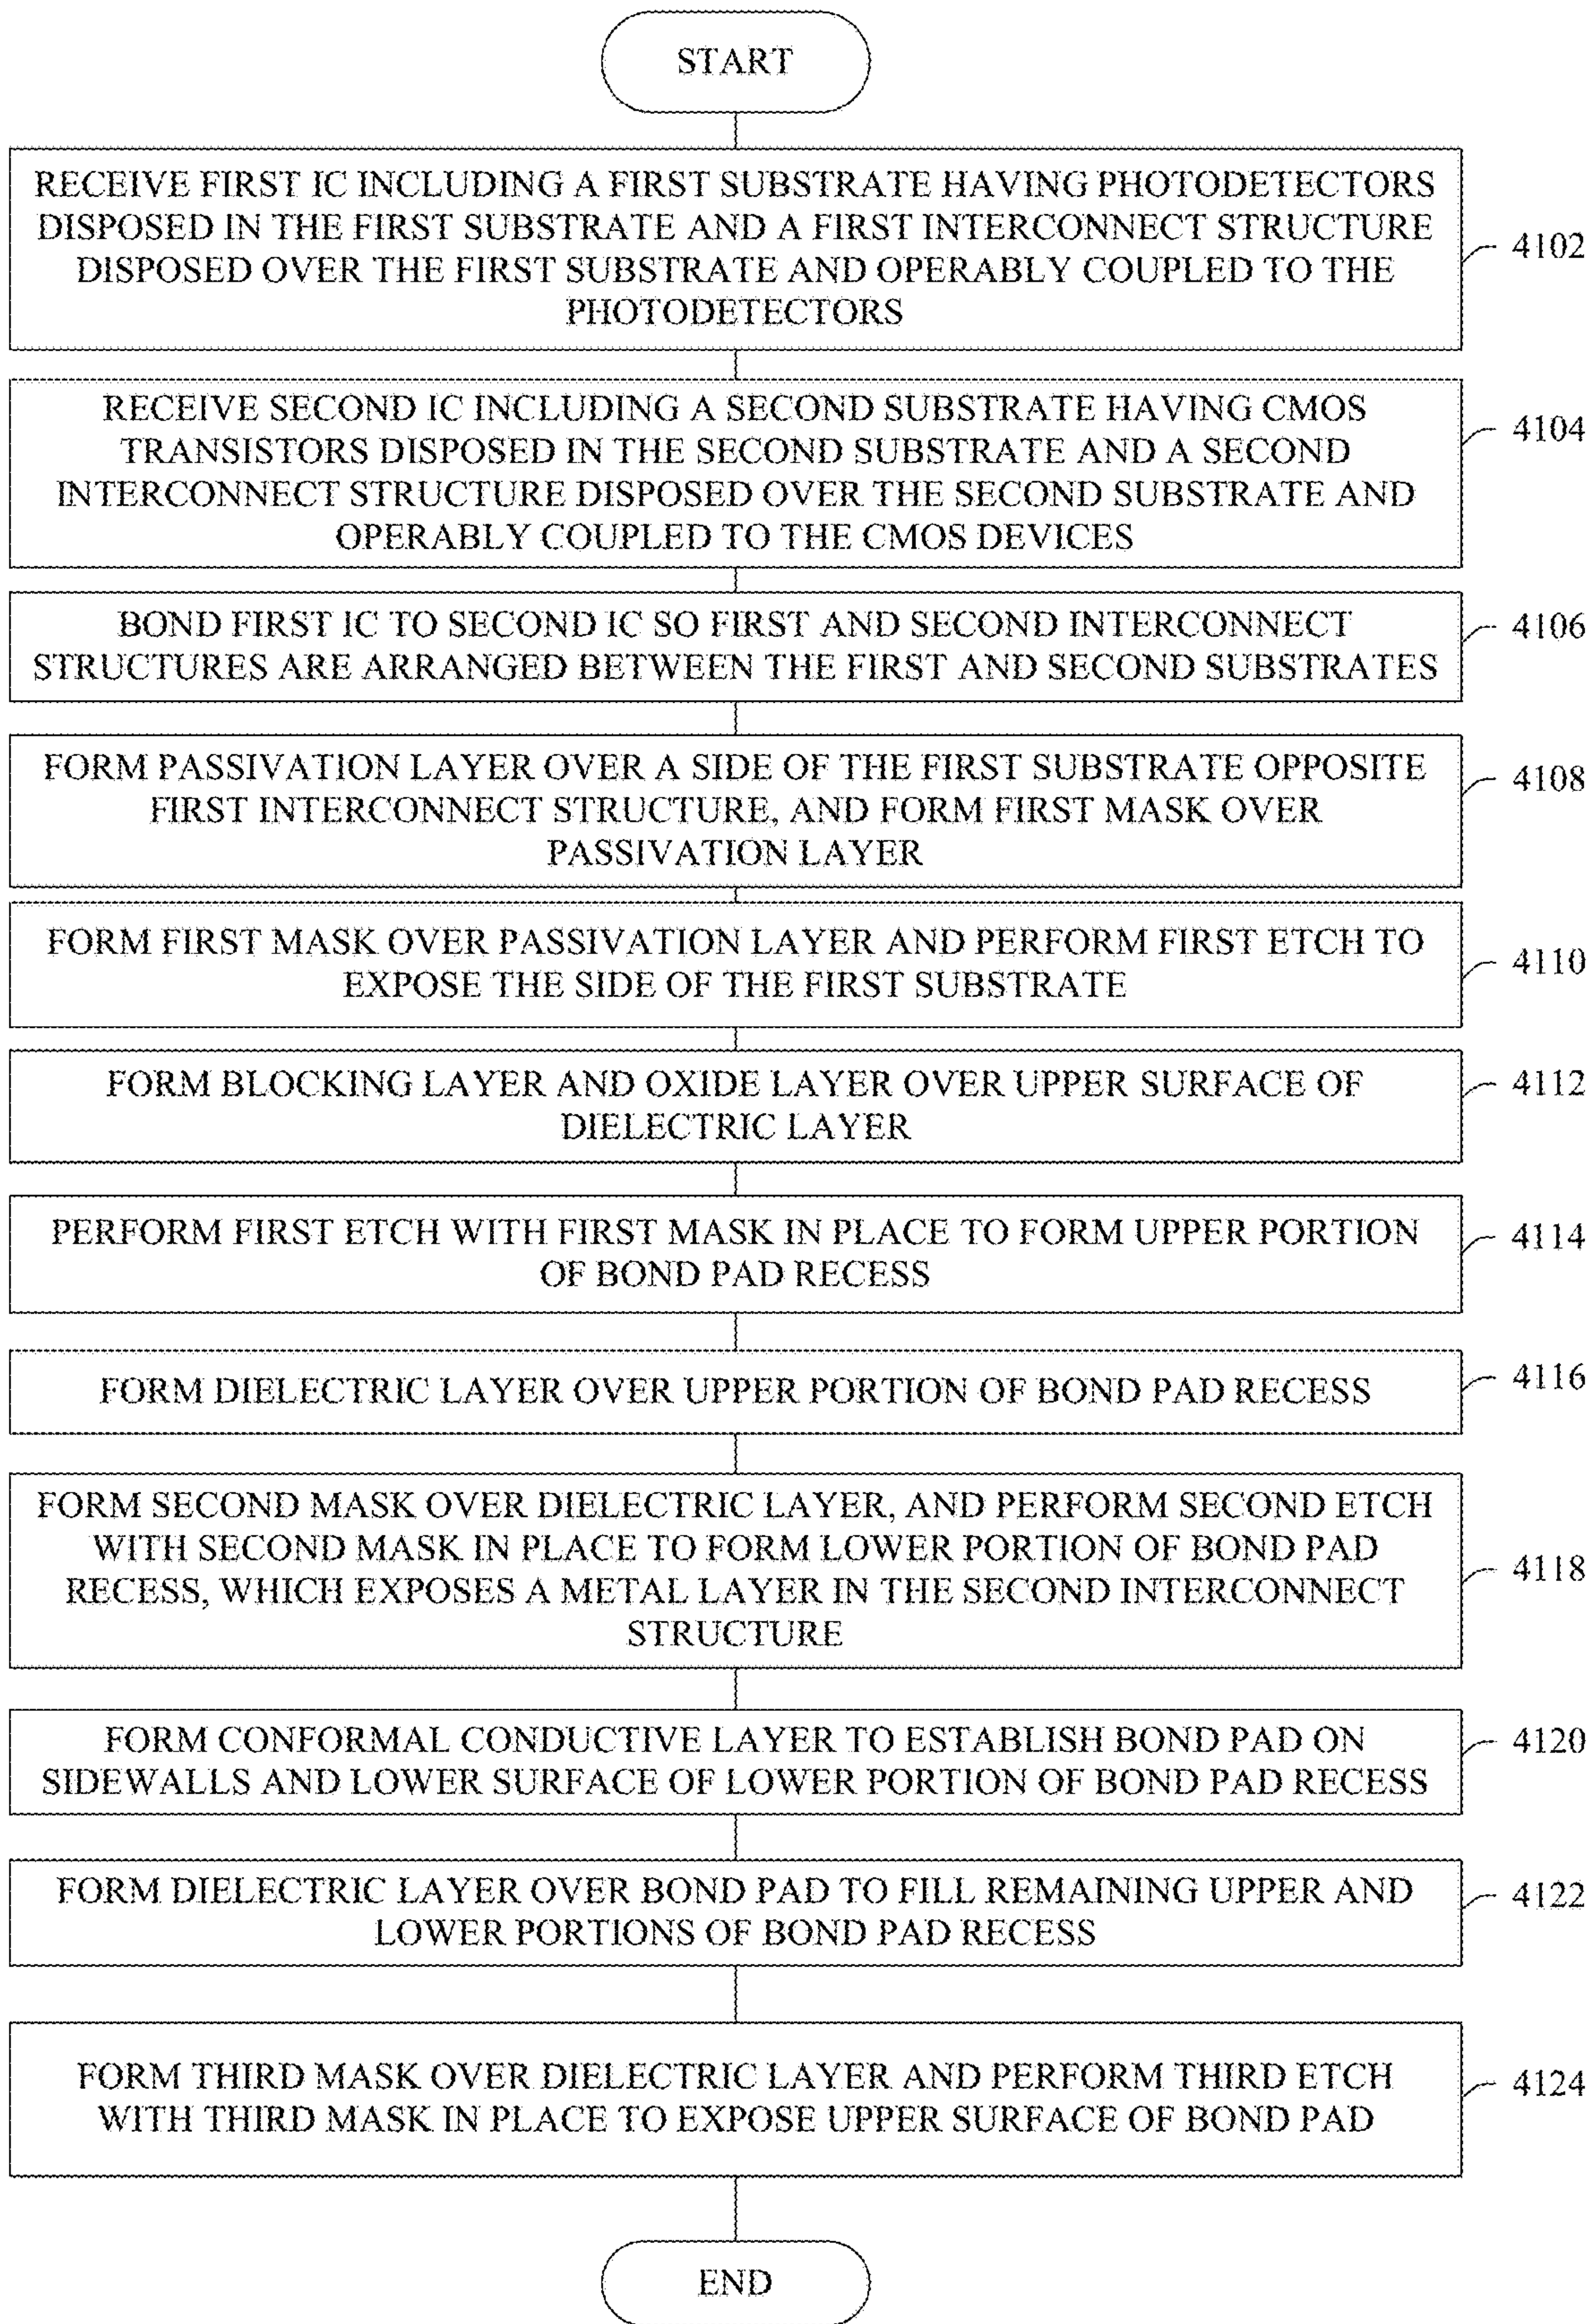 START
RECEIVE FIRST IC INCLUDING A FIRST SUBSTRATE HAVING PHOTODETECTORS
DISPOSED IN THE FIRST SUBSTRATE AND A FIRST INTERCONNECT STRUCTURE
DISPOSED OVER THE FIRST SUBSTRATE AND OPERABLY COUPLED TO THE
PHOTODETECTORS
4102
RECEIVE SECOND IC INCLUDING A SECOND SUBSTRATE HAVING CMOS
TRANSISTORS DISPOSED IN THE SECOND SUBSTRATE AND A SECOND
INTERCONNECT STRUCTURE DISPOSED OVER THE SECOND SUBSTRATE AND
OPERABLY COUPLED TO THE CMOS DEVICES
4104
BOND FIRST IC TO SECOND IC SO FIRST AND SECOND INTERCONNECT
STRUCTURES ARE ARRANGED BETWEEN THE FIRST AND SECOND SUBSTRATES
4106
FORM PASSIVATION LAYER OVER A SIDE OF THE FIRST SUBSTRATE OPPOSITE
FIRST INTERCONNECT STRUCTURE, AND FORM FIRST MASK OVER
PASSIVATION LAYER
4108
FORM FIRST MASK OVER PASSIVATION LAYER AND PERFORM FIRST ETCH TO
EXPOSE THE SIDE OF THE FIRST SUBSTRATE
4110
FORM BLOCKING LAYER AND OXIDE LAYER OVER UPPER SURFACE OF
DIELECTRIC LAYER
4112
PERFORM FIRST ETCH WITH FIRST MASK IN PLACE TO FORM UPPER PORTION
OF BOND PAD RECESS
4114
FORM DIELECTRIC LAYER OVER UPPER PORTION OF BOND PAD RECESS
4116
FORM SECOND MASK OVER DIELECTRIC LAYER, AND PERFORM SECOND ETCH
WITH SECOND MASK IN PLACE TO FORM LOWER PORTION OF BOND PAD
RECESS, WHICH EXPOSES A METAL LAYER IN THE SECOND INTERCONNECT
STRUCTURE
4118
FORM CONFORMAL CONDUCTIVE LAYER TO ESTABLISH BOND PAD ON
SIDEWALLS AND LOWER SURFACE OF LOWER PORTION OF BOND PAD RECESS
4120
FORM DIELECTRIC LAYER OVER BOND PAD TO FILL REMAINING UPPER AND
LOWER PORTIONS OF BOND PAD RECESS
4122
FORM THIRD MASK OVER DIELECTRIC LAYER AND PERFORM THIRD ETCH
WITH THIRD MASK IN PLACE TO EXPOSE UPPER SURFACE OF BOND PAD
4124
END